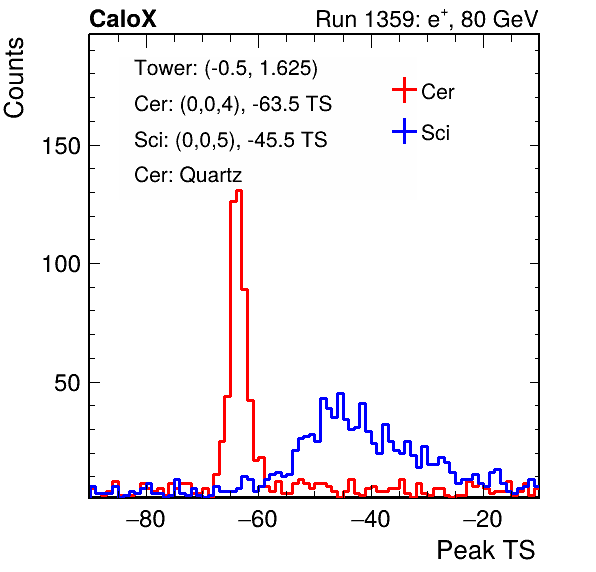 CaloX Run 1359: e⁺, 80 GeV
Tower: (-0.5, 1.625)
Cer: (0,0,4), -63.5 TS
Sci: (0,0,5), -45.5 TS
Cer: Quartz
Cer
Sci
Counts
150
100
50
−80 −60 −40 −20
Peak TS